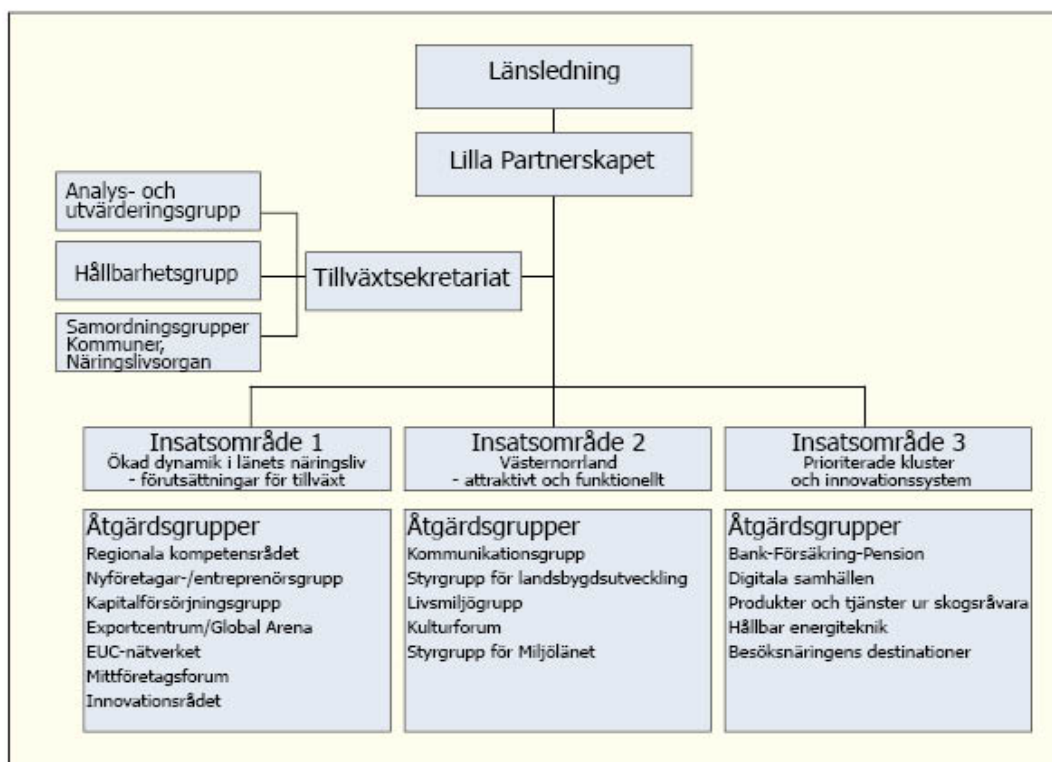 Länsledning
Lilla Partnerskapet
Analys- och
utvärderingsgrupp
Hållbarhetsgrupp
Tillväxtsekretariat
Samordningsgrupper
Kommuner,
Näringslivsorgan
Insatsområde 1
Ökad dynamik i länets näringsliv
- förutsättningar för tillväxt
Insatsområde 2
Västernorrland
- attraktivt och funktionellt
Insatsområde 3
Prioriterade kluster
och innovationssystem
Åtgärdsgrupper
Regionala kompetensrådet
Nyföretagar-/entreprenörsgrupp
Kapitalförsörjningsgrupp
Exportcentrum/Global Arena
EUC-nätverket
Mittföretagsforum
Innovationsrådet
Åtgärdsgrupper
Kommunikationsgrupp
Styrgrupp för landsbygdsutveckling
Livsmiljögrupp
Kulturforum
Styrgrupp för Miljölänet
Åtgärdsgrupper
Bank-Försäkring-Pension
Digitala samhällen
Produkter och tjänster ur skogsråvara
Hållbar energiteknik
Besöksnäringens destinationer